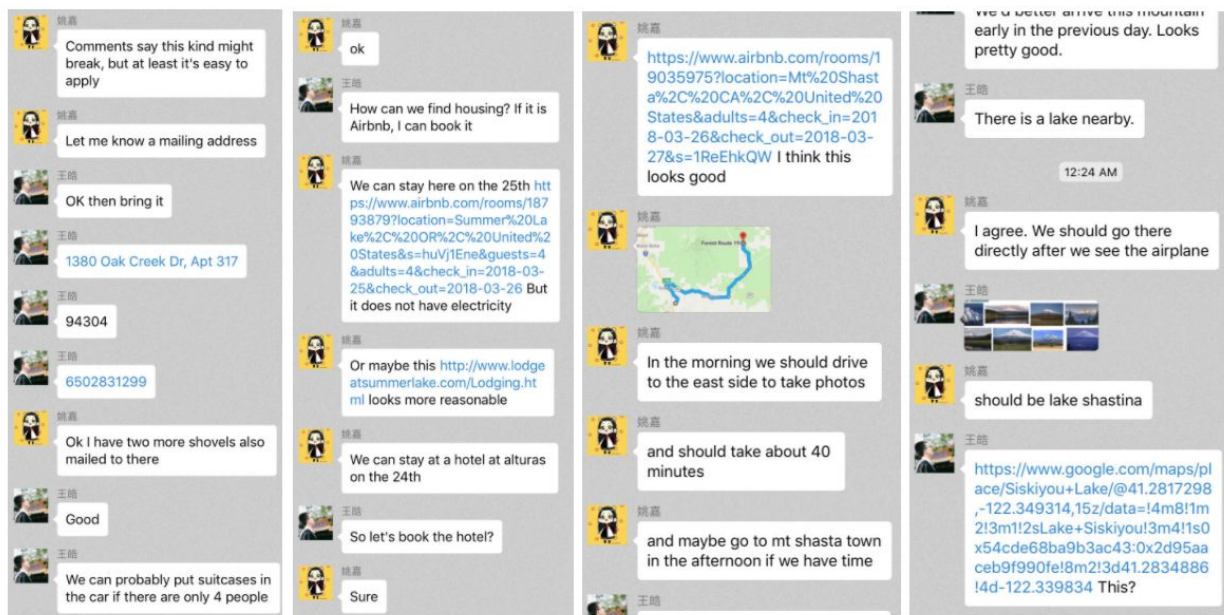 姚嘉
Comments say this kind might
break, but at least it's easy to
apply
姚嘉
Let me know a mailing address
王皓
OK then bring it
王皓
1380 Oak Creek Dr, Apt 317
王皓
94304
王皓
6502831299
姚嘉
Ok I have two more shovels also
mailed to there
王皓
Good
王皓
We can probably put suitcases in
the car if there are only 4 people
姚嘉
ok
王皓
How can we find housing? If it is
Airbnb, I can book it
姚嘉
We can stay here on the 25th htt
ps://www.airbnb.com/rooms/187
93879?location=Summer%20La
ke%2C%20OR%2C%20United%2
0States&s=huVj1Ene&guests=4
&adults=4&check_in=2018-03-
25&check_out=2018-03-26 But
it does not have electricity
姚嘉
Or maybe this http://www.lodge
atsummerlake.com/Lodging.ht
ml looks more reasonable
姚嘉
We can stay at a hotel at alturas
on the 24th
王皓
So let's book the hotel?
姚嘉
Sure
姚嘉
https://www.airbnb.com/rooms/1
9035975?location=Mt%20Shast
a%2C%20CA%2C%20United%20
States&adults=4&check_in=201
8-03-26&check_out=2018-03-
27&s=1ReEhkQW I think this
looks good
姚嘉
姚嘉
In the morning we should drive
to the east side to take photos
姚嘉
and should take about 40
minutes
姚嘉
and maybe go to mt shasta town
in the afternoon if we have time
王皓
We'd better arrive this mountain
early in the previous day. Looks
pretty good.
王皓
There is a lake nearby.
12:24 AM
姚嘉
I agree. We should go there
directly after we see the airplane
王皓
姚嘉
should be lake shastina
王皓
https://www.google.com/maps/pl
ace/Siskiyou+Lake/@41.2817298
,-122.349314,15z/data=!4m8!1m
2!3m1!2sLake+Siskiyou!3m4!1s0
x54cde68ba9b3ac43:0x2d95aa
ceb9f990fe!8m2!3d41.2834886
!4d-122.339834 This?